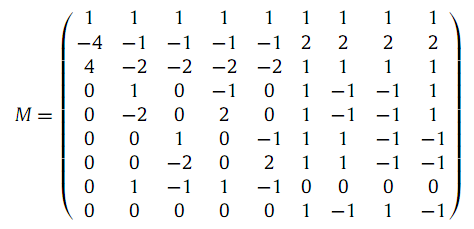 1 1 1 1 1 1 1 1 1
−4 −1 −1 −1 −1 2 2 2 2
4 −2 −2 −2 −2 1 1 1 1
0 1 0 −1 0 1 −1 −1 1
M = 0 −2 0 2 0 1 −1 −1 1
0 0 1 0 −1 1 1 −1 −1
0 0 −2 0 2 1 1 −1 −1
0 1 −1 1 −1 0 0 0 0
0 0 0 0 0 1 −1 1 −1